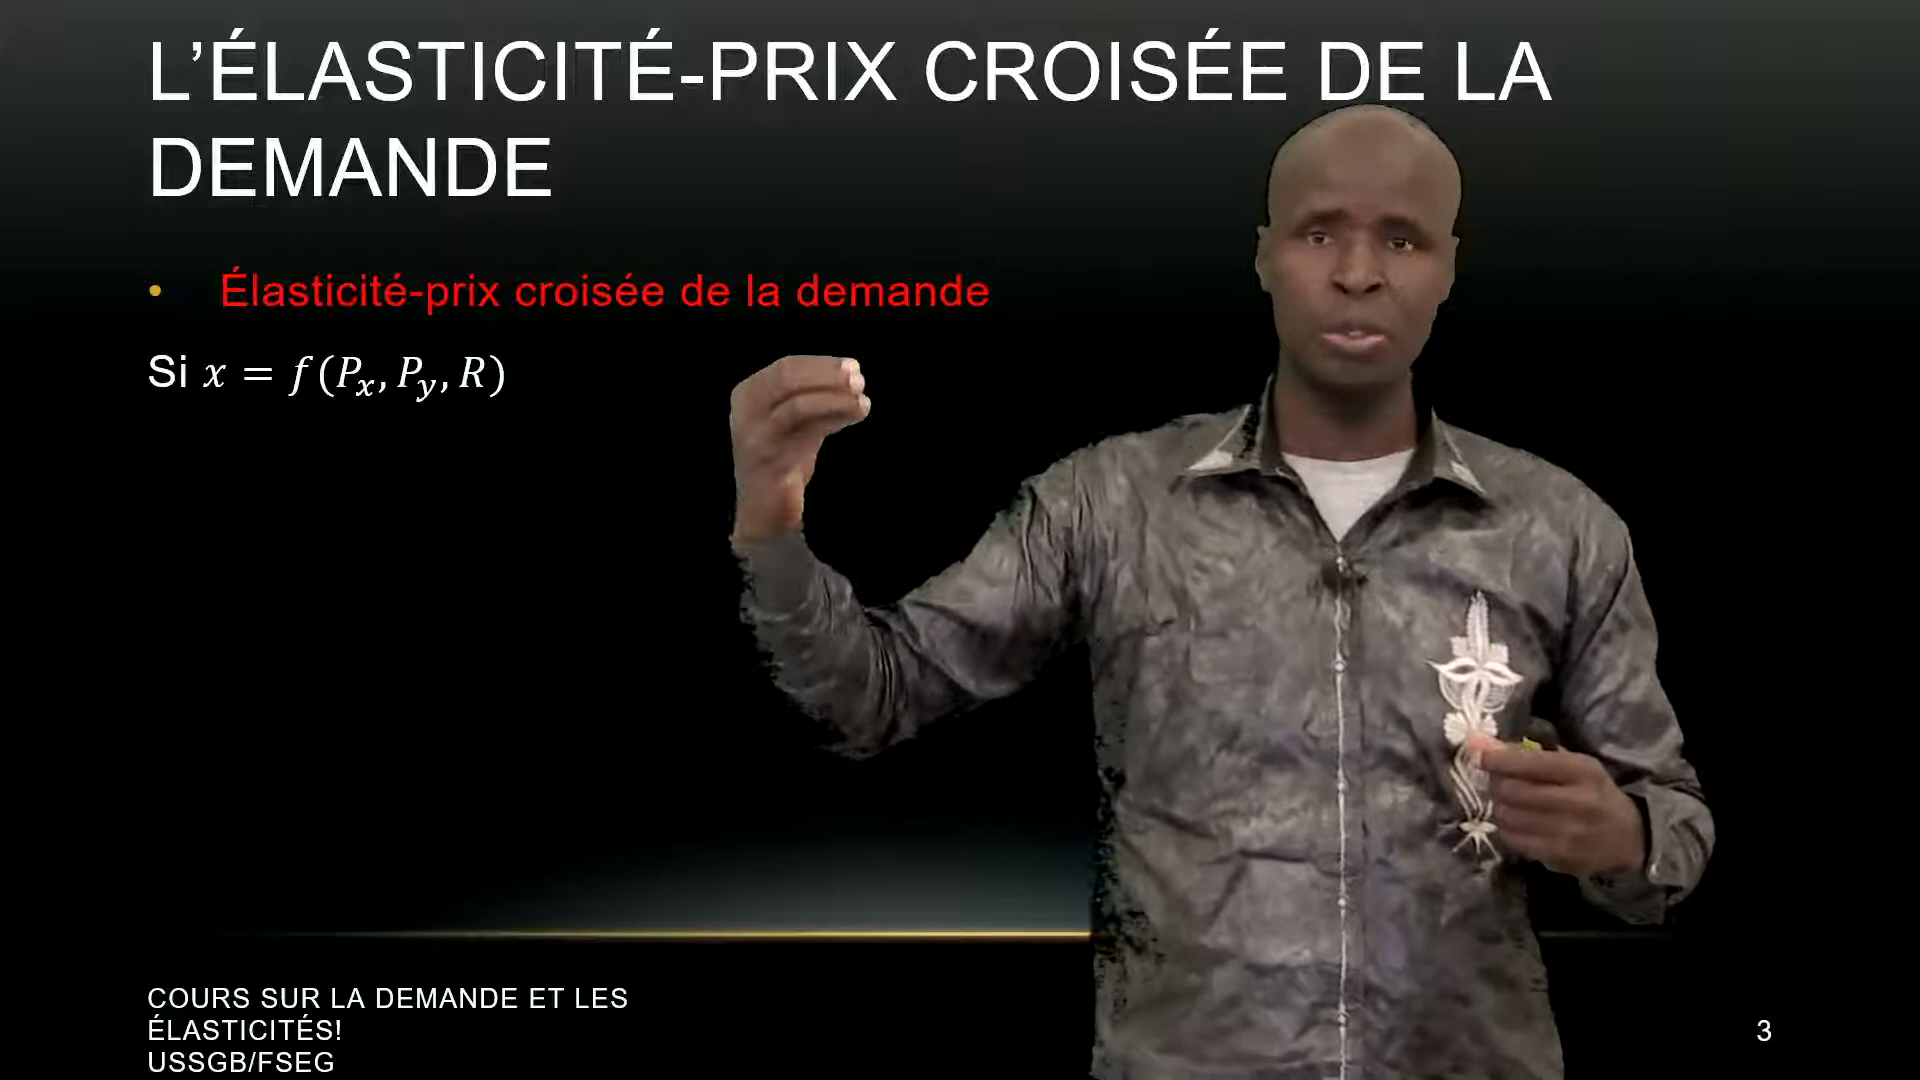 L’ÉLASTICITÉ-PRIX CROISÉE DE LA
DEMANDE
• Élasticité-prix croisée de la demande
Si x = f(Pₓ, P_y, R)
COURS SUR LA DEMANDE ET LES
ÉLASTICITÉS!
USSGB/FSEG
3